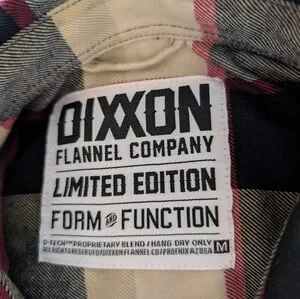 DIXXON
FLANNEL COMPANY
LIMITED EDITION
FORM AND FUNCTION
D-TECH™ PROPRIETARY BLEND / HANG DRY ONLY
ALL RIGHTS RESERVED/DIXXON FLANNEL CO/PHOENIX AZ USA
M